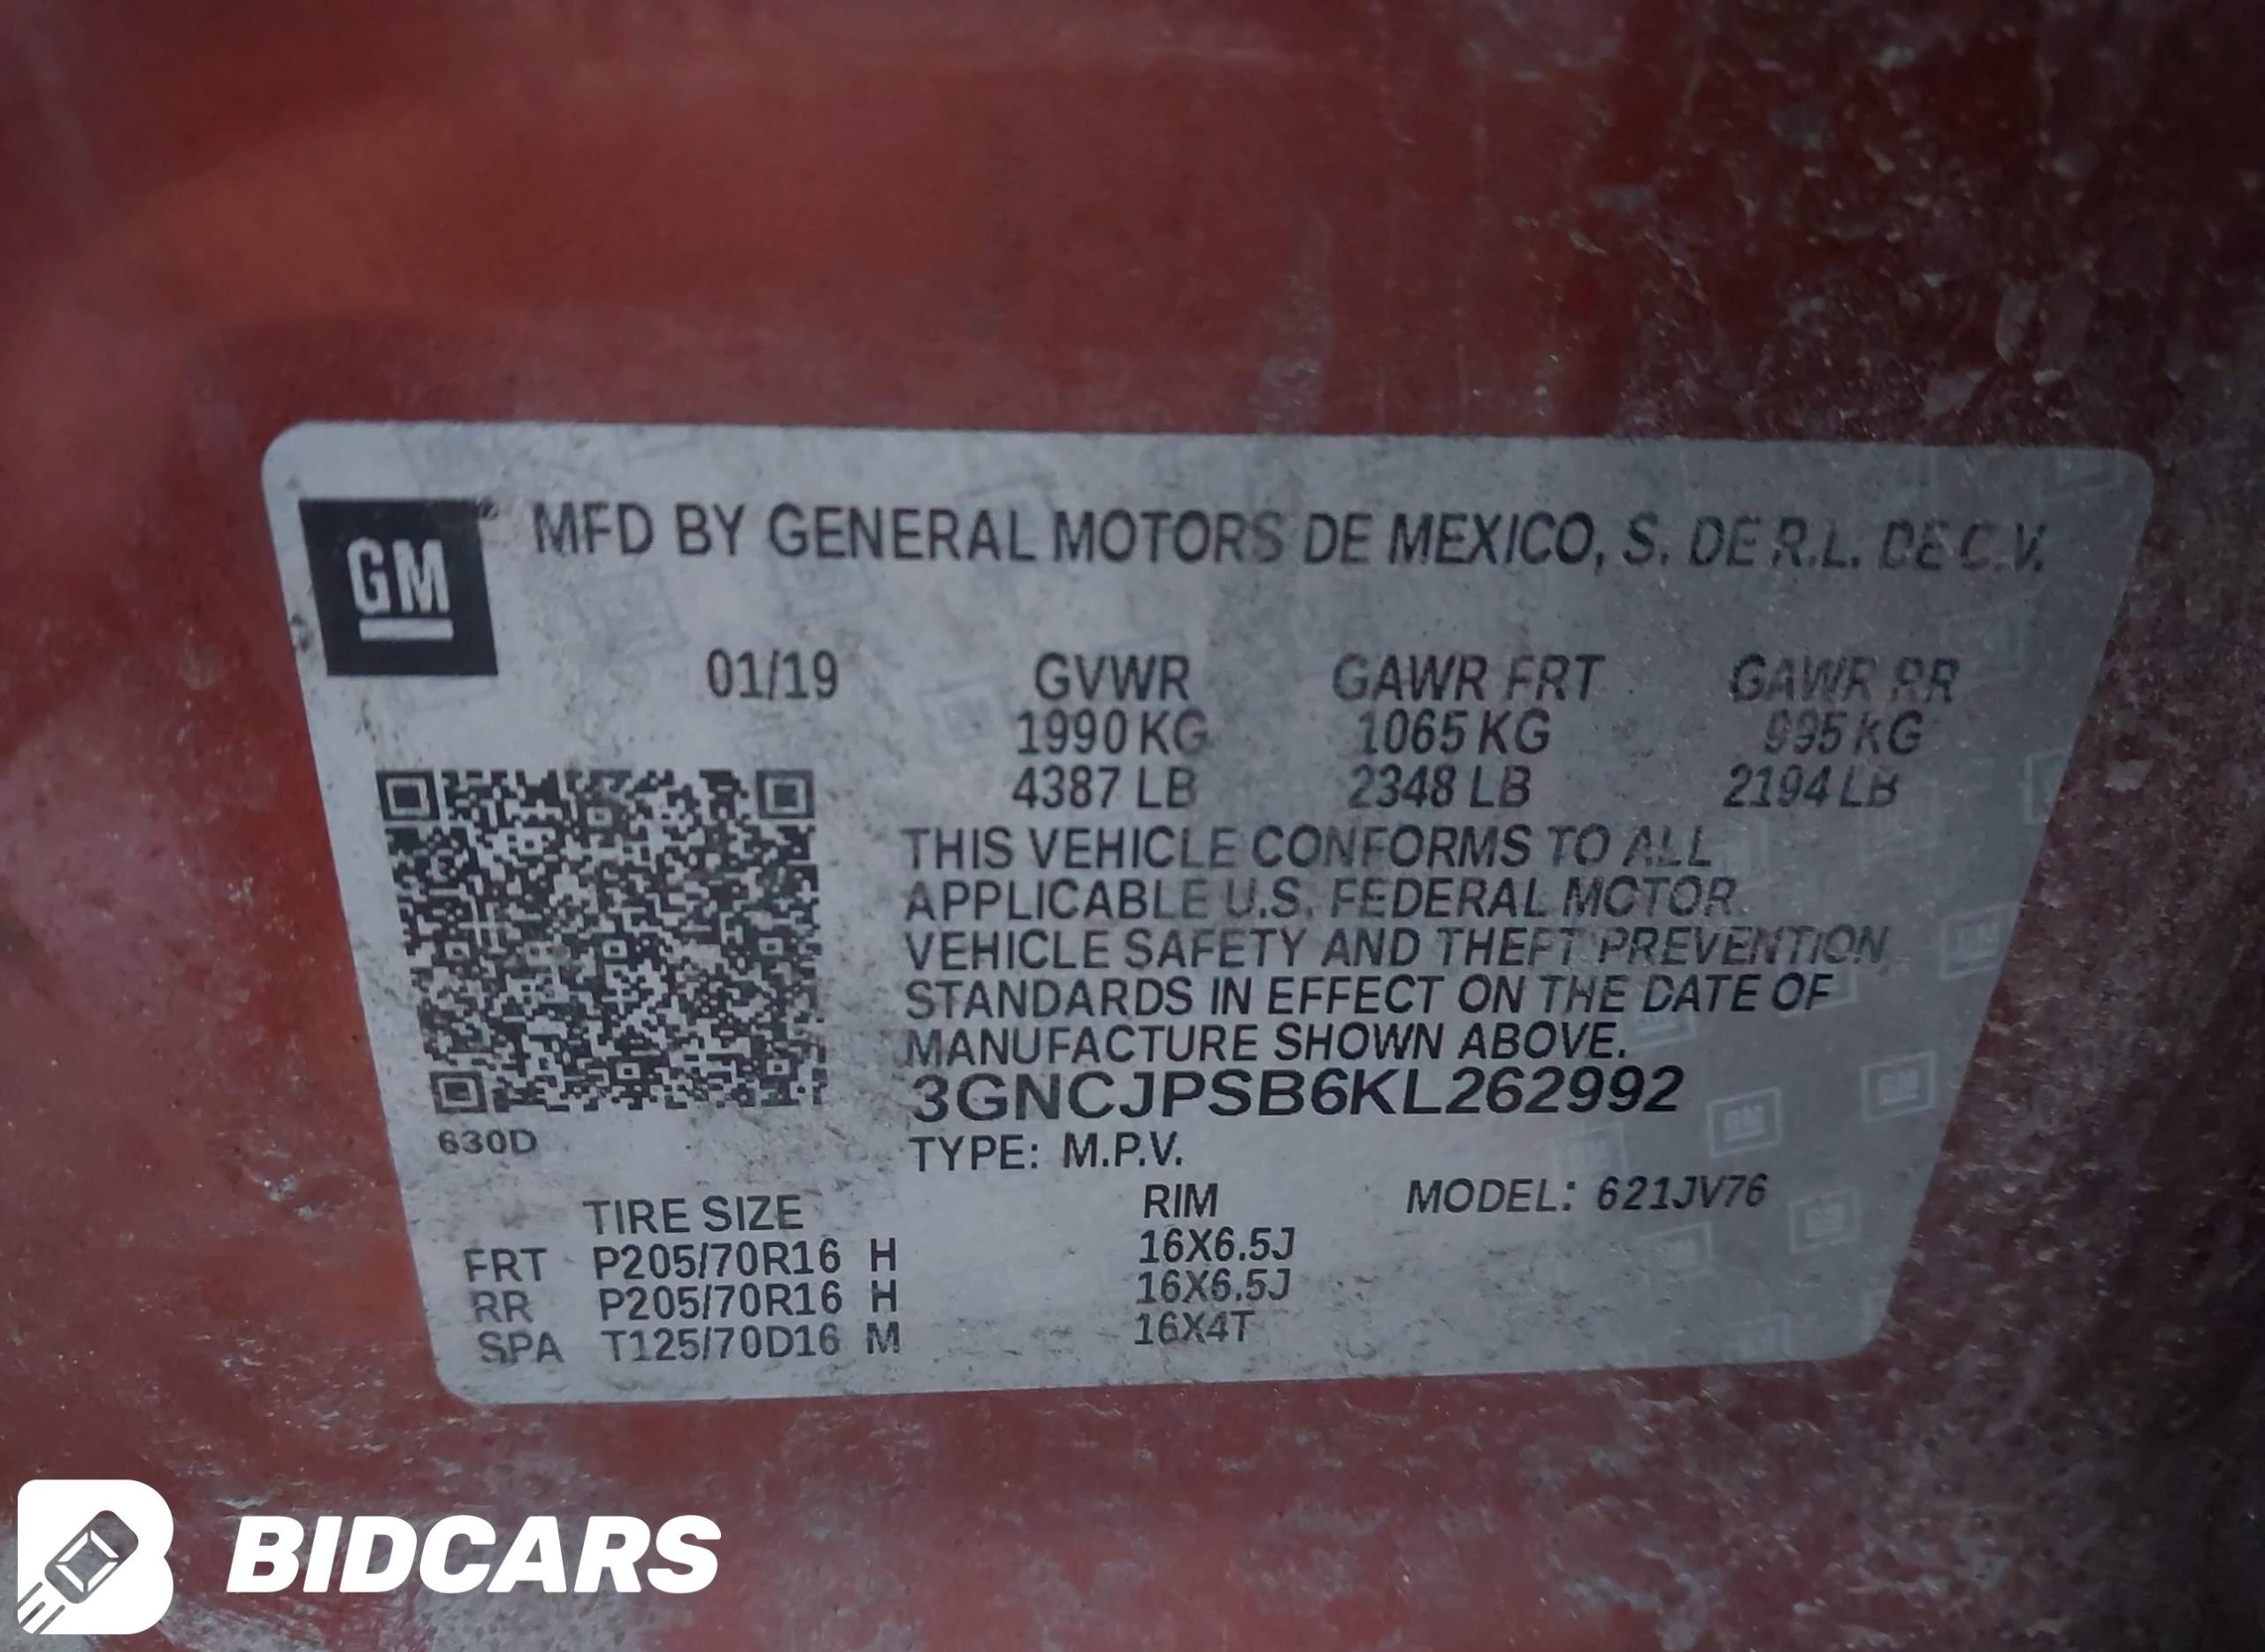 GM
MFD BY GENERAL MOTORS DE MEXICO, S. DE R.L. DE C.V.
01/19 GVWR GAWR FRT GAWR RR
1990 KG 1065 KG 995 KG
4387 LB 2348 LB 2194 LB
THIS VEHICLE CONFORMS TO ALL
APPLICABLE U.S. FEDERAL MOTOR
VEHICLE SAFETY AND THEFT PREVENTION
STANDARDS IN EFFECT ON THE DATE OF
MANUFACTURE SHOWN ABOVE.
3GNCJPSB6KL262992
630D
TYPE: M.P.V.
TIRE SIZE RIM MODEL: 621JV76
FRT P205/70R16 H 16X6.5J
RR P205/70R16 H 16X6.5J
SPA T125/70D16 M 16X4T
BIDCARS